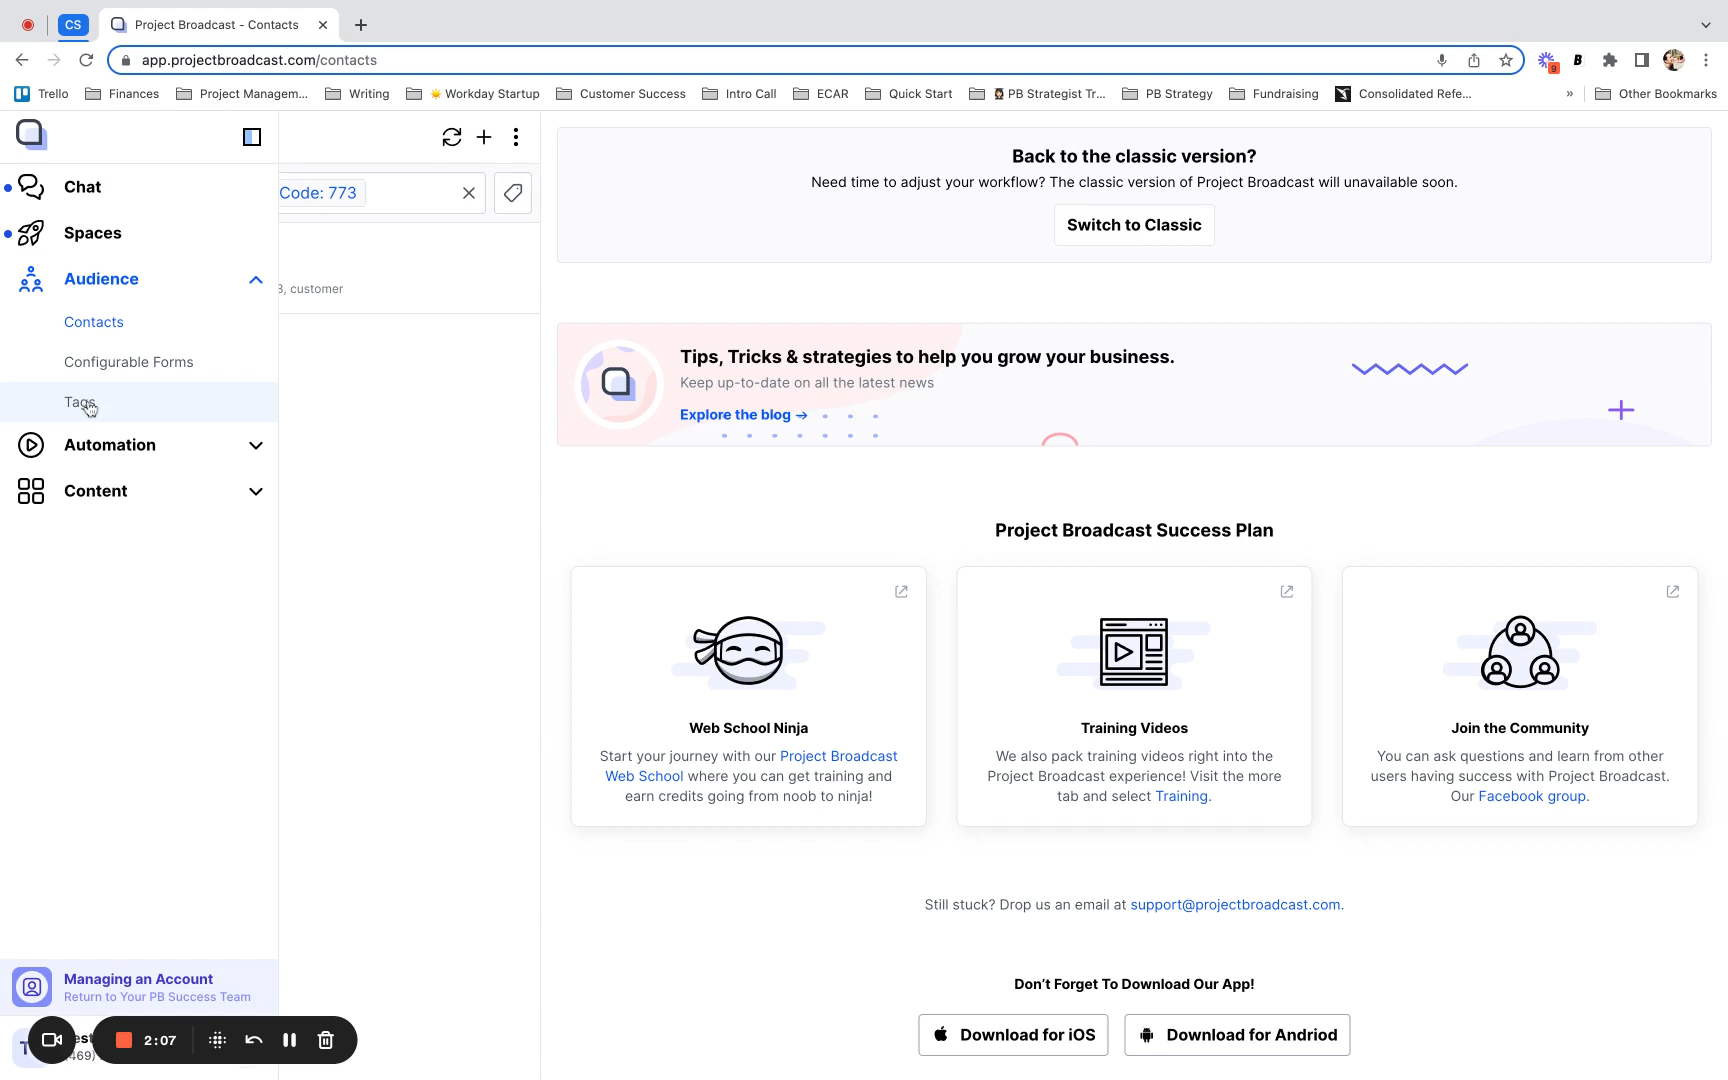 CS
Project Broadcast - Contacts
app.projectbroadcast.com/contacts
9
B
Trello
Finances
Project Managem...
Writing
Workday Startup
Customer Success
Intro Call
ECAR
Quick Start
PB Strategist Tr...
PB Strategy
Fundraising
Consolidated Refe...
»
Other Bookmarks
Chat
Spaces
Audience
Contacts
Configurable Forms
Tags
Automation
Content
Code: 773
3, customer
Back to the classic version?
Need time to adjust your workflow? The classic version of Project Broadcast will unavailable soon.
Switch to Classic
Tips, Tricks & strategies to help you grow your business.
Keep up-to-date on all the latest news
Explore the blog →
Project Broadcast Success Plan
Web School Ninja
Start your journey with our Project Broadcast
Web School where you can get training and
earn credits going from noob to ninja!
Training Videos
We also pack training videos right into the
Project Broadcast experience! Visit the more
tab and select Training.
Join the Community
You can ask questions and learn from other
users having success with Project Broadcast.
Our Facebook group.
Still stuck? Drop us an email at support@projectbroadcast.com.
Don't Forget To Download Our App!
Download for iOS
Download for Andriod
Managing an Account
Return to Your PB Success Team
2:07
469)